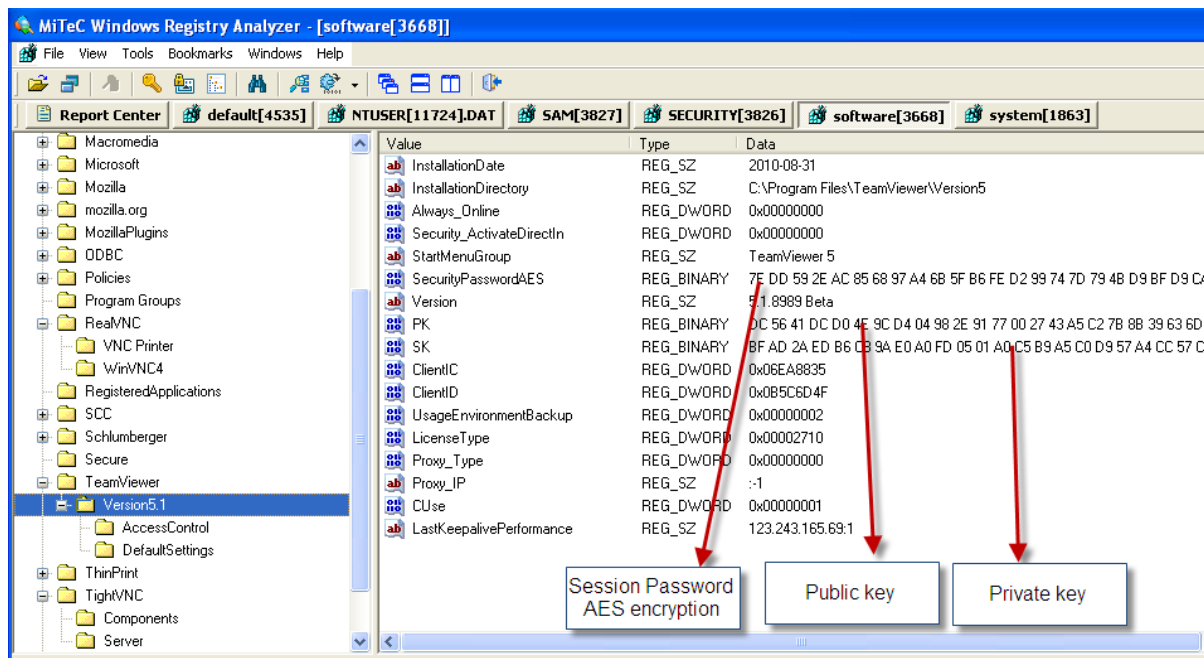 MiTeC Windows Registry Analyzer - [software[3668]]
File View Tools Bookmarks Windows Help
Report Center default[4535] NTUSER[11724].DAT SAM[3827] SECURITY[3826] software[3668] system[1863]
Macromedia
Microsoft
Mozilla
mozilla.org
MozillaPlugins
ODBC
Policies
Program Groups
RealVNC
VNC Printer
WinVNC4
RegisteredApplications
SCC
Schlumberger
Secure
TeamViewer
Version5.1
AccessControl
DefaultSettings
ThinPrint
TightVNC
Components
Server
Value Type Data
InstallationDate REG_SZ 2010-08-31
InstallationDirectory REG_SZ C:\Program Files\TeamViewer\Version5
Always_Online REG_DWORD 0x00000000
Security_ActivateDirectIn REG_DWORD 0x00000000
StartMenuGroup REG_SZ TeamViewer 5
SecurityPasswordAES REG_BINARY 7E DD 59 2E AC 85 68 97 A4 6B 5F B6 FE D2 99 74 7D 79 4B D9 BF D9
Version REG_SZ 5.1.8989 Beta
PK REG_BINARY DC 56 41 DC D0 4E 9C D4 04 98 2E 91 77 00 27 43 A5 C2 7B 8B 39 63 6D
SK REG_BINARY BF AD 2A ED B6 CB 9A E0 A0 FD 05 01 A0 C5 B9 A5 C0 D9 57 A4 CC 57
ClientIC REG_DWORD 0x06EA8835
ClientID REG_DWORD 0x0B5C6D4F
UsageEnvironmentBackup REG_DWORD 0x00000002
LicenseType REG_DWORD 0x00002710
Proxy_Type REG_DWORD 0x00000000
Proxy_IP REG_SZ :-1
CUse REG_DWORD 0x00000001
LastKeepalivePerformance REG_SZ 123.243.165.69:1
Session Password
AES encryption
Public key
Private key